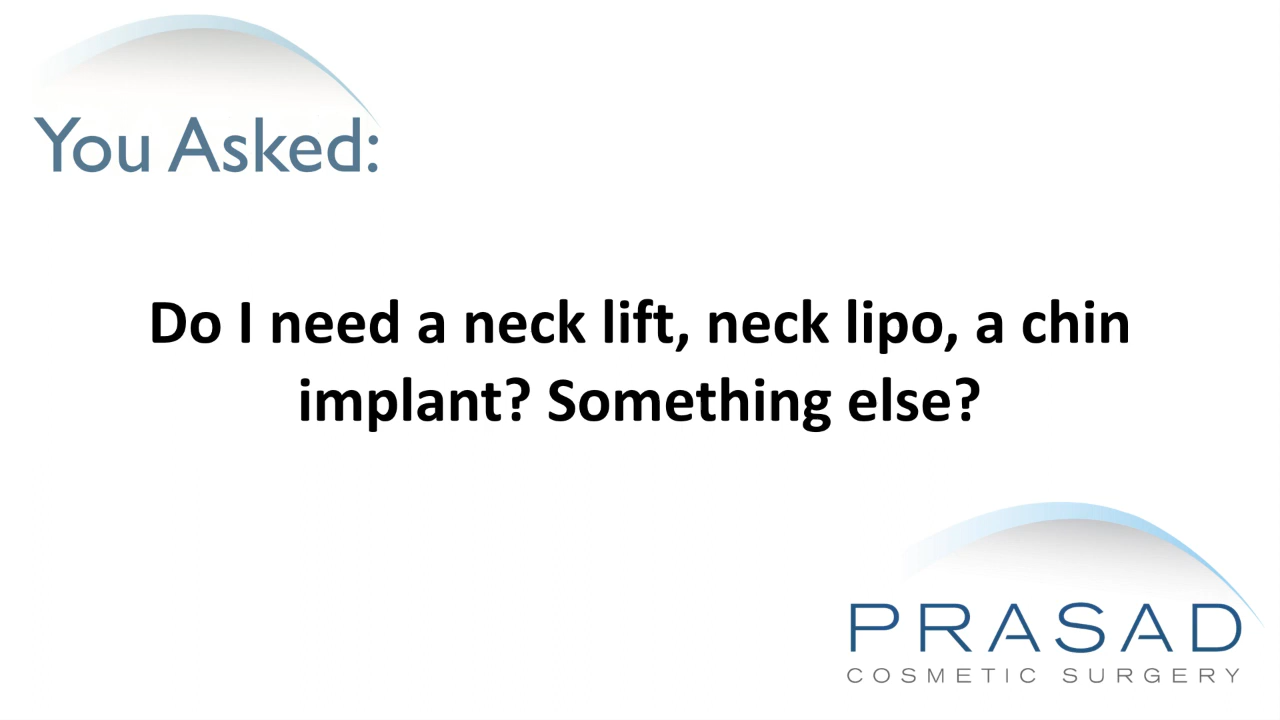 You Asked:
Do I need a neck lift, neck lipo, a chin
implant? Something else?
PRASAD
COSMETIC SURGERY